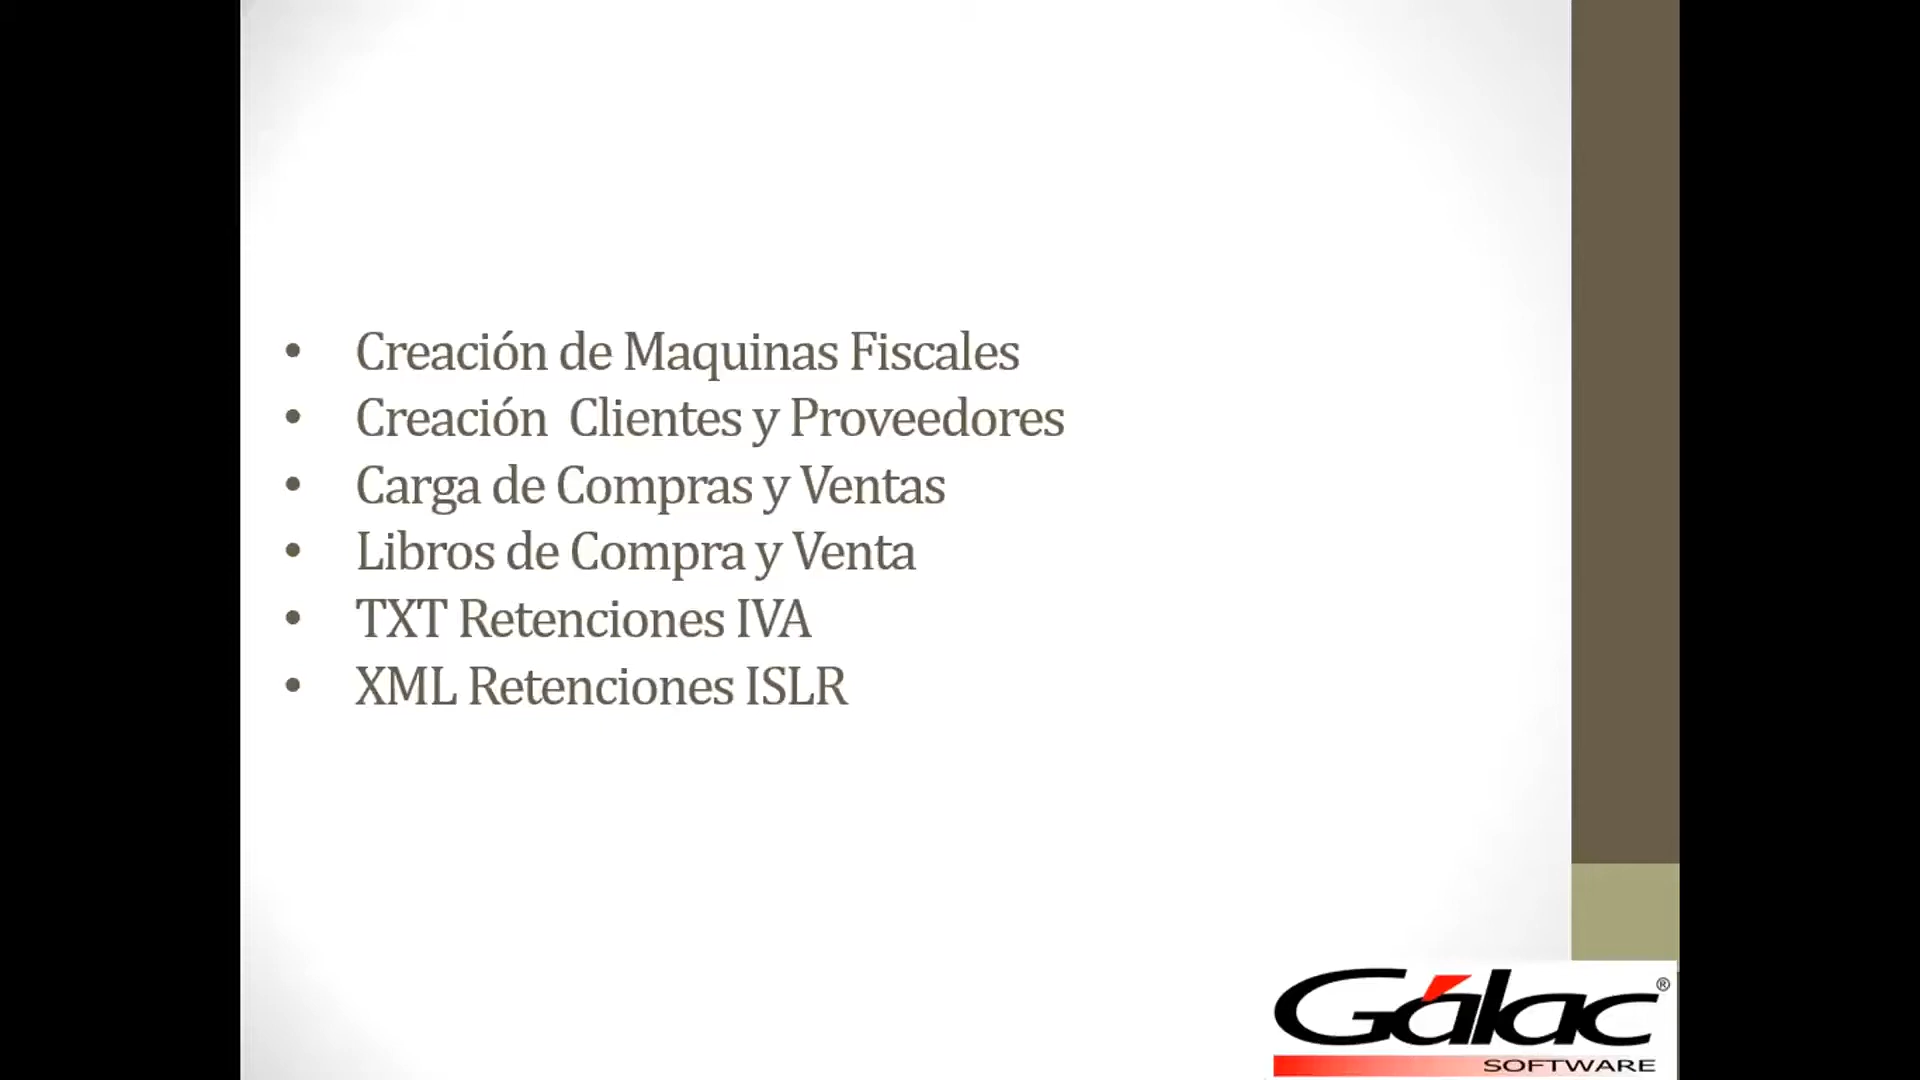 • Creación de Maquinas Fiscales
• Creación  Clientes y Proveedores
• Carga de Compras y Ventas
• Libros de Compra y Venta
• TXT Retenciones IVA
• XML Retenciones ISLR
Gálac®
SOFTWARE